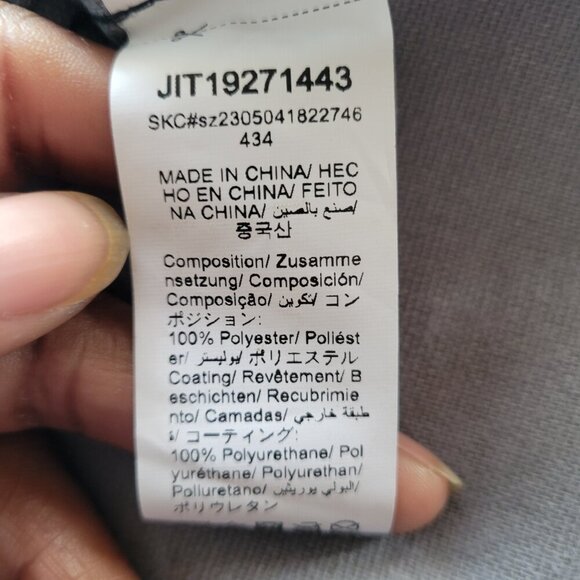 JIT19271443
SKC#sz2305041822746
434
MADE IN CHINA/ HEC
HO EN CHINA/ FEITO
NA CHINA/ صنع بالصين/
중국산
Composition/ Zusamme
nsetzung/ Composición/
Composição/ تكوين/ コン
ポジション:
100% Polyester/ Poliést
er/ بوليستر/ ポリエステル
Coating/ Revêtement/ B
eschichten/ Recubrimie
nto/ Camadas/ طبقة خارجي
ة/ コーティング:
100% Polyurethane/ Pol
yuréthane/ Polyurethan/
Poliuretano/ البولي يوريثين/
ポリウレタン